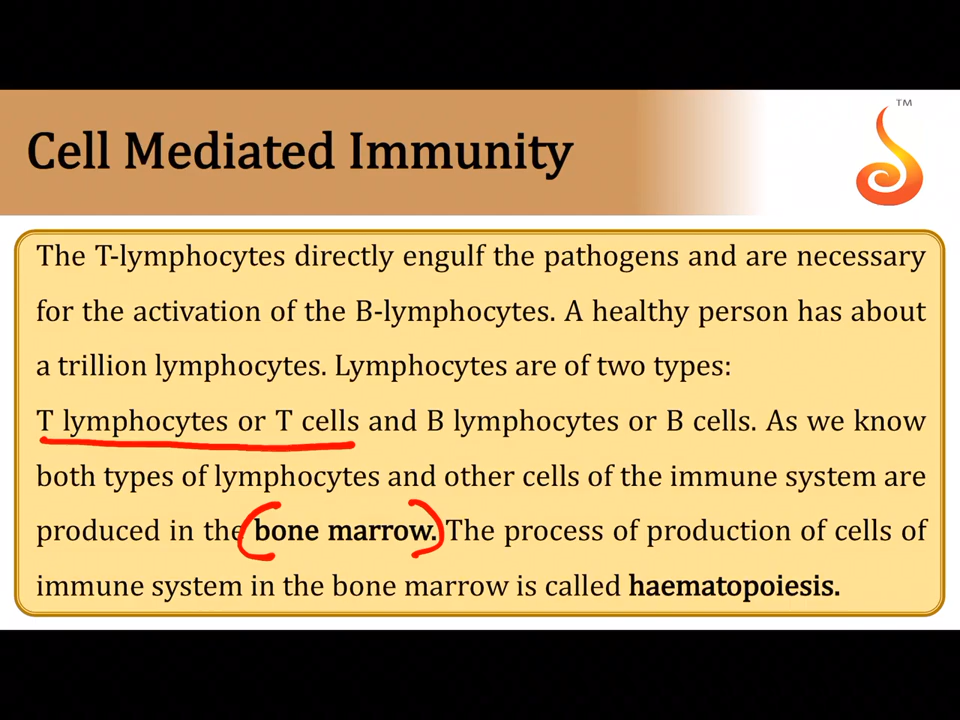 TM
Cell Mediated Immunity
The T-lymphocytes directly engulf the pathogens and are necessary
for the activation of the B-lymphocytes. A healthy person has about
a trillion lymphocytes. Lymphocytes are of two types:
T lymphocytes or T cells and B lymphocytes or B cells. As we know
both types of lymphocytes and other cells of the immune system are
produced in the bone marrow. The process of production of cells of
immune system in the bone marrow is called haematopoiesis.